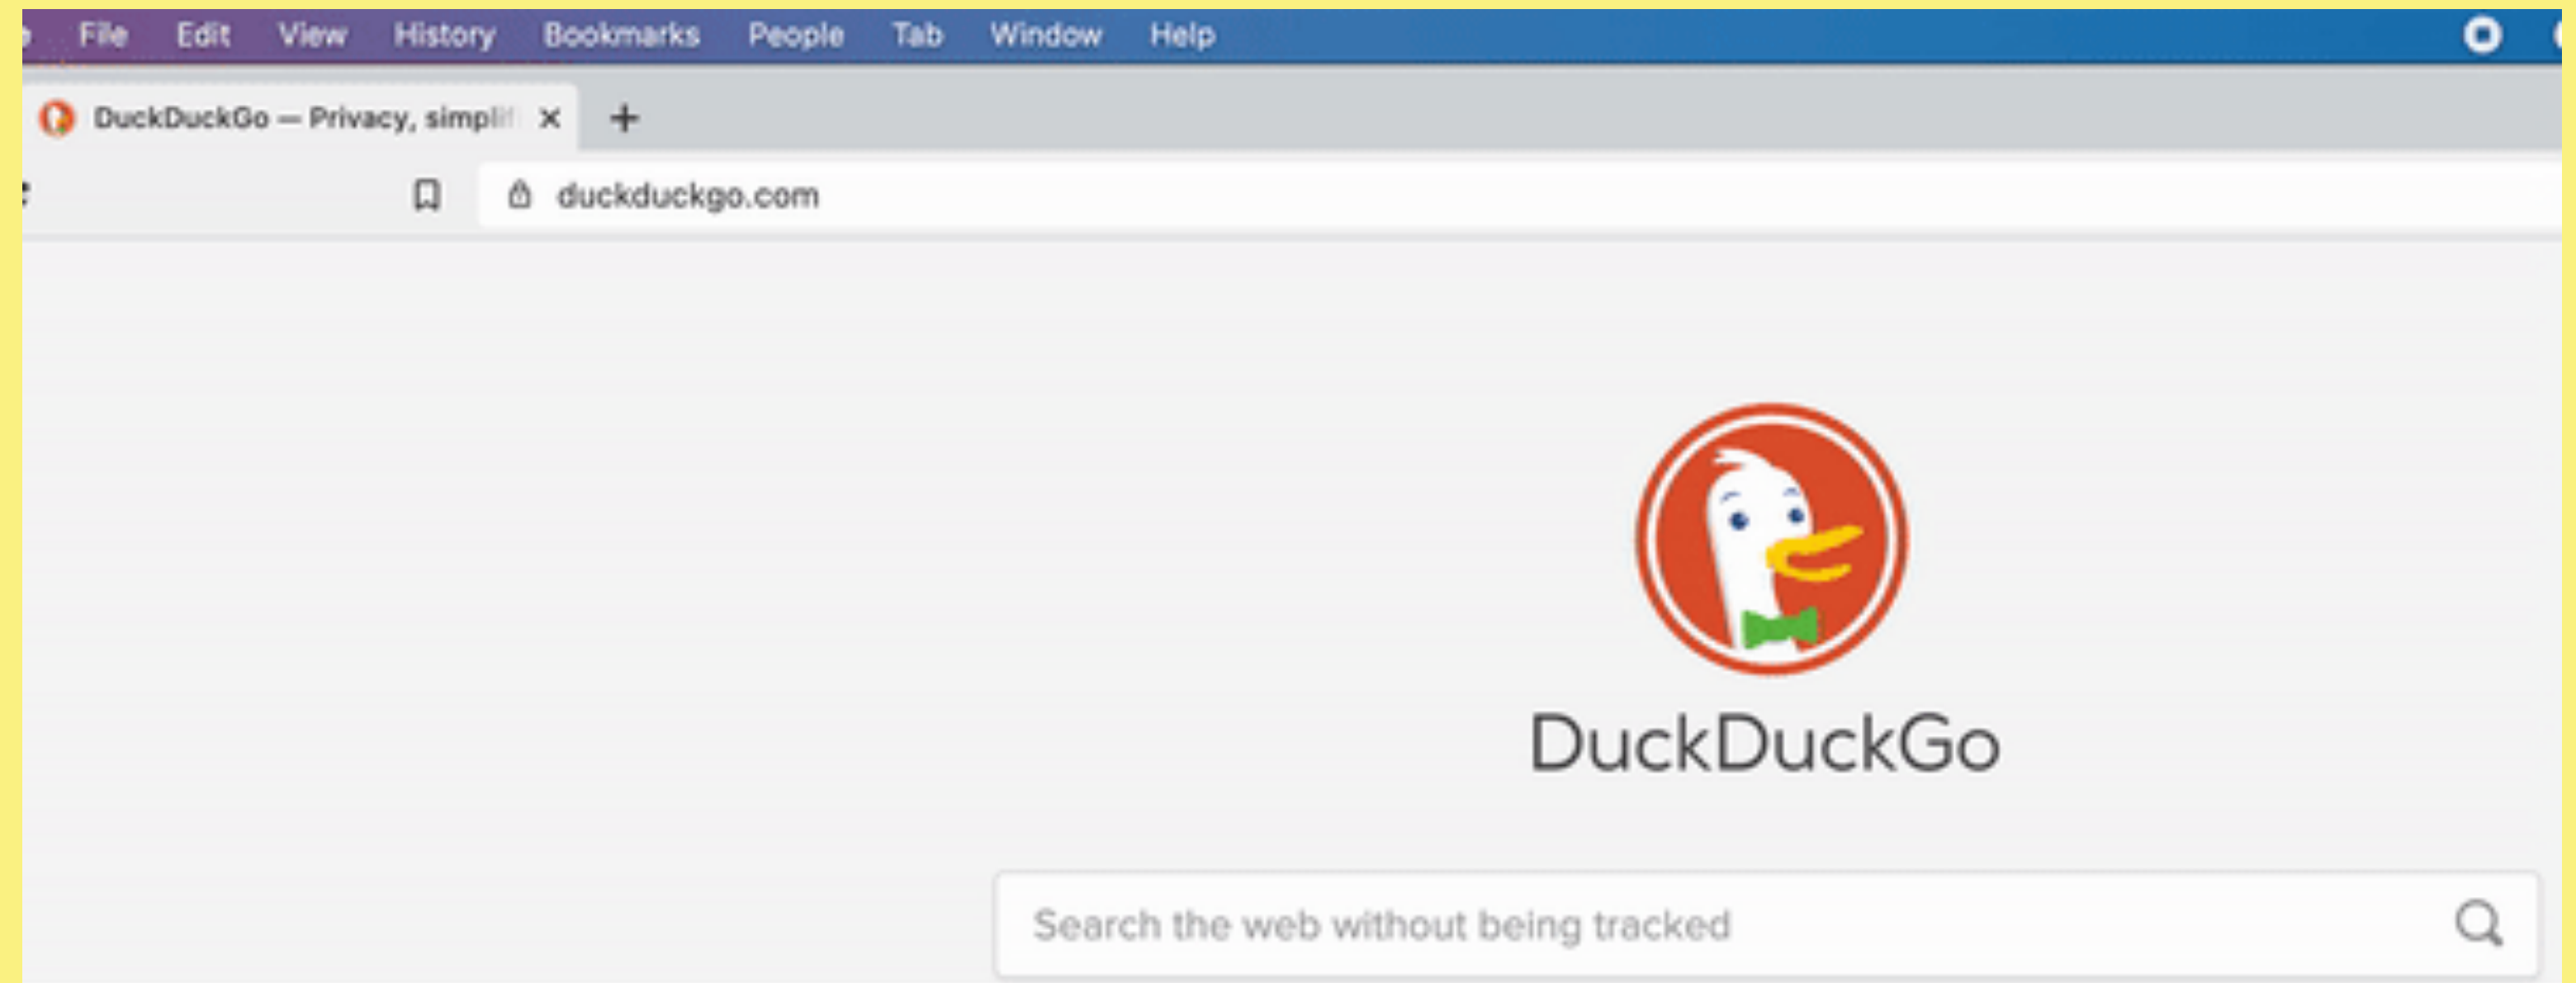 File Edit View History Bookmarks People Tab Window Help
DuckDuckGo — Privacy, simplif
duckduckgo.com
DuckDuckGo
Search the web without being tracked